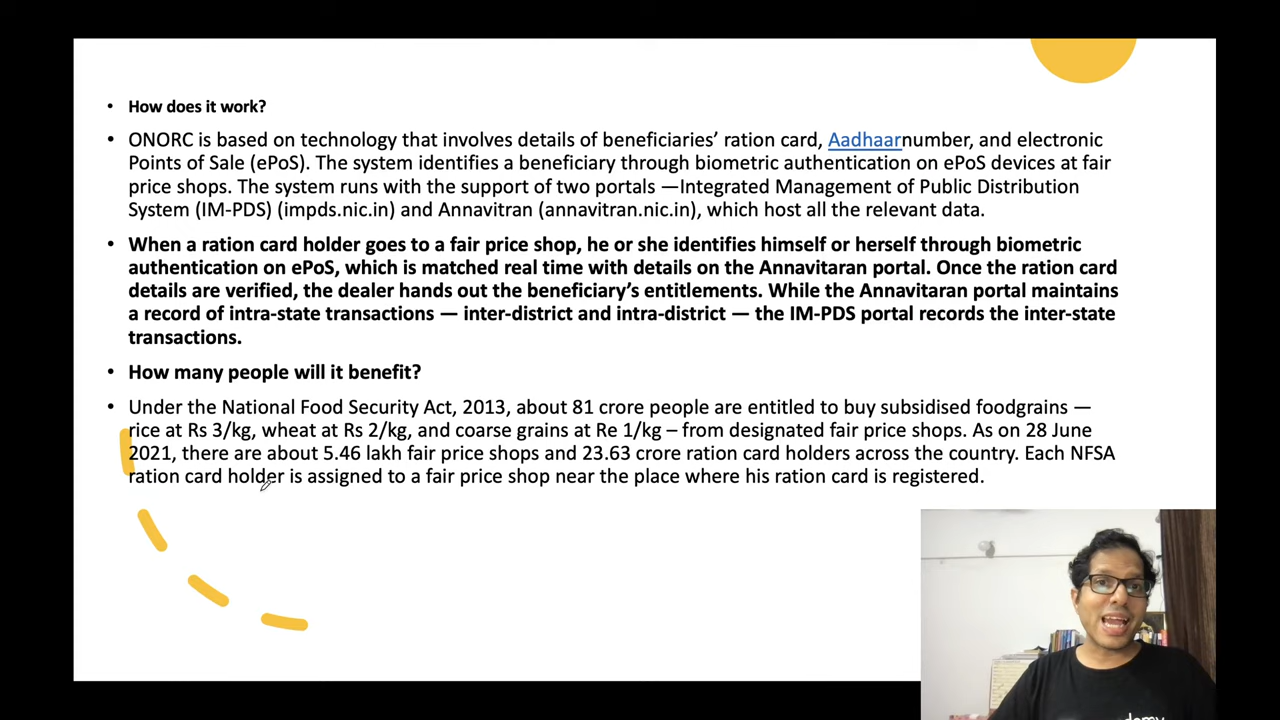 • How does it work?
• ONORC is based on technology that involves details of beneficiaries’ ration card, Aadhaarnumber, and electronic
Points of Sale (ePoS). The system identifies a beneficiary through biometric authentication on ePoS devices at fair
price shops. The system runs with the support of two portals —Integrated Management of Public Distribution
System (IM-PDS) (impds.nic.in) and Annavitran (annavitran.nic.in), which host all the relevant data.
• When a ration card holder goes to a fair price shop, he or she identifies himself or herself through biometric
authentication on ePoS, which is matched real time with details on the Annavitaran portal. Once the ration card
details are verified, the dealer hands out the beneficiary’s entitlements. While the Annavitaran portal maintains
a record of intra-state transactions — inter-district and intra-district — the IM-PDS portal records the inter-state
transactions.
• How many people will it benefit?
• Under the National Food Security Act, 2013, about 81 crore people are entitled to buy subsidised foodgrains —
rice at Rs 3/kg, wheat at Rs 2/kg, and coarse grains at Re 1/kg – from designated fair price shops. As on 28 June
2021, there are about 5.46 lakh fair price shops and 23.63 crore ration card holders across the country. Each NFSA
ration card holder is assigned to a fair price shop near the place where his ration card is registered.